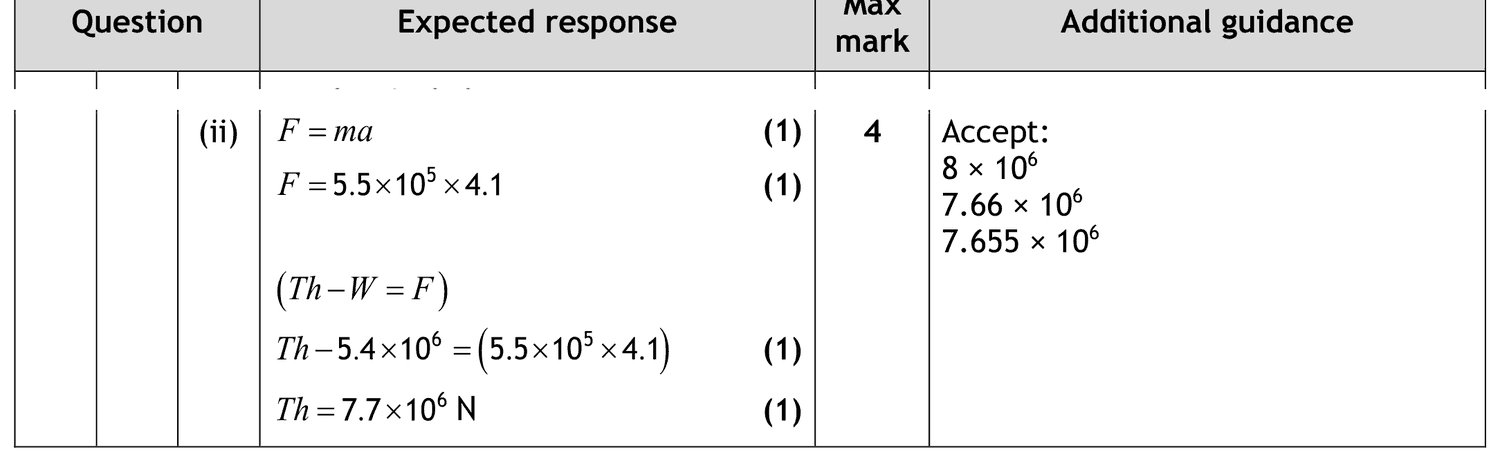 Question Expected response Max mark Additional guidance
(ii) F = ma (1) 4 Accept:
8 × 10⁶
F = 5.5×10⁵ ×4.1 (1)
7.66 × 10⁶
7.655 × 10⁶
(Th−W = F)
Th−5.4×10⁶ =(5.5×10⁵ ×4.1) (1)
Th = 7.7×10⁶ N (1)